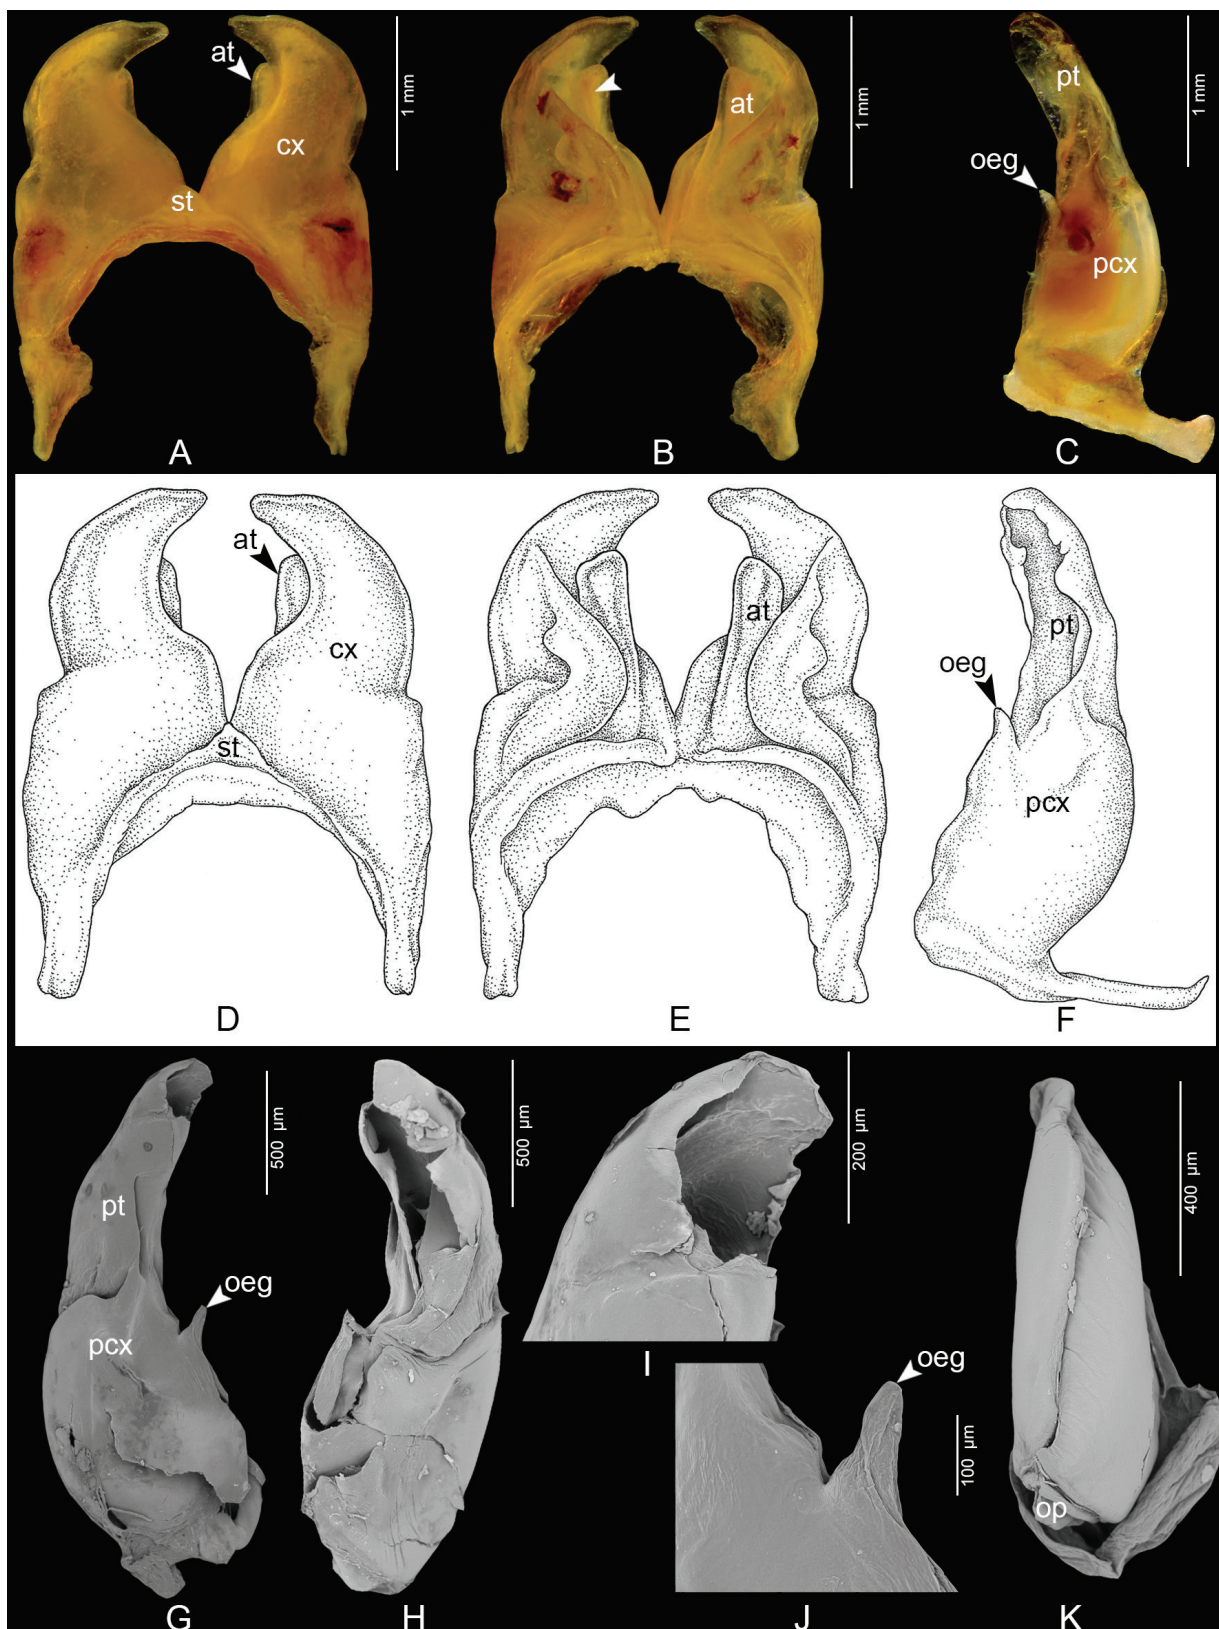 at
cx
st
1 mm
A
at
1 mm
B
pt
oeg
pcx
1 mm
C
at
cx
st
D
at
E
pt
oeg
pcx
F
pt
oeg
pcx
500 µm
G
500 µm
H
200 µm
I
oeg
100 µm
J
400 µm
op
K